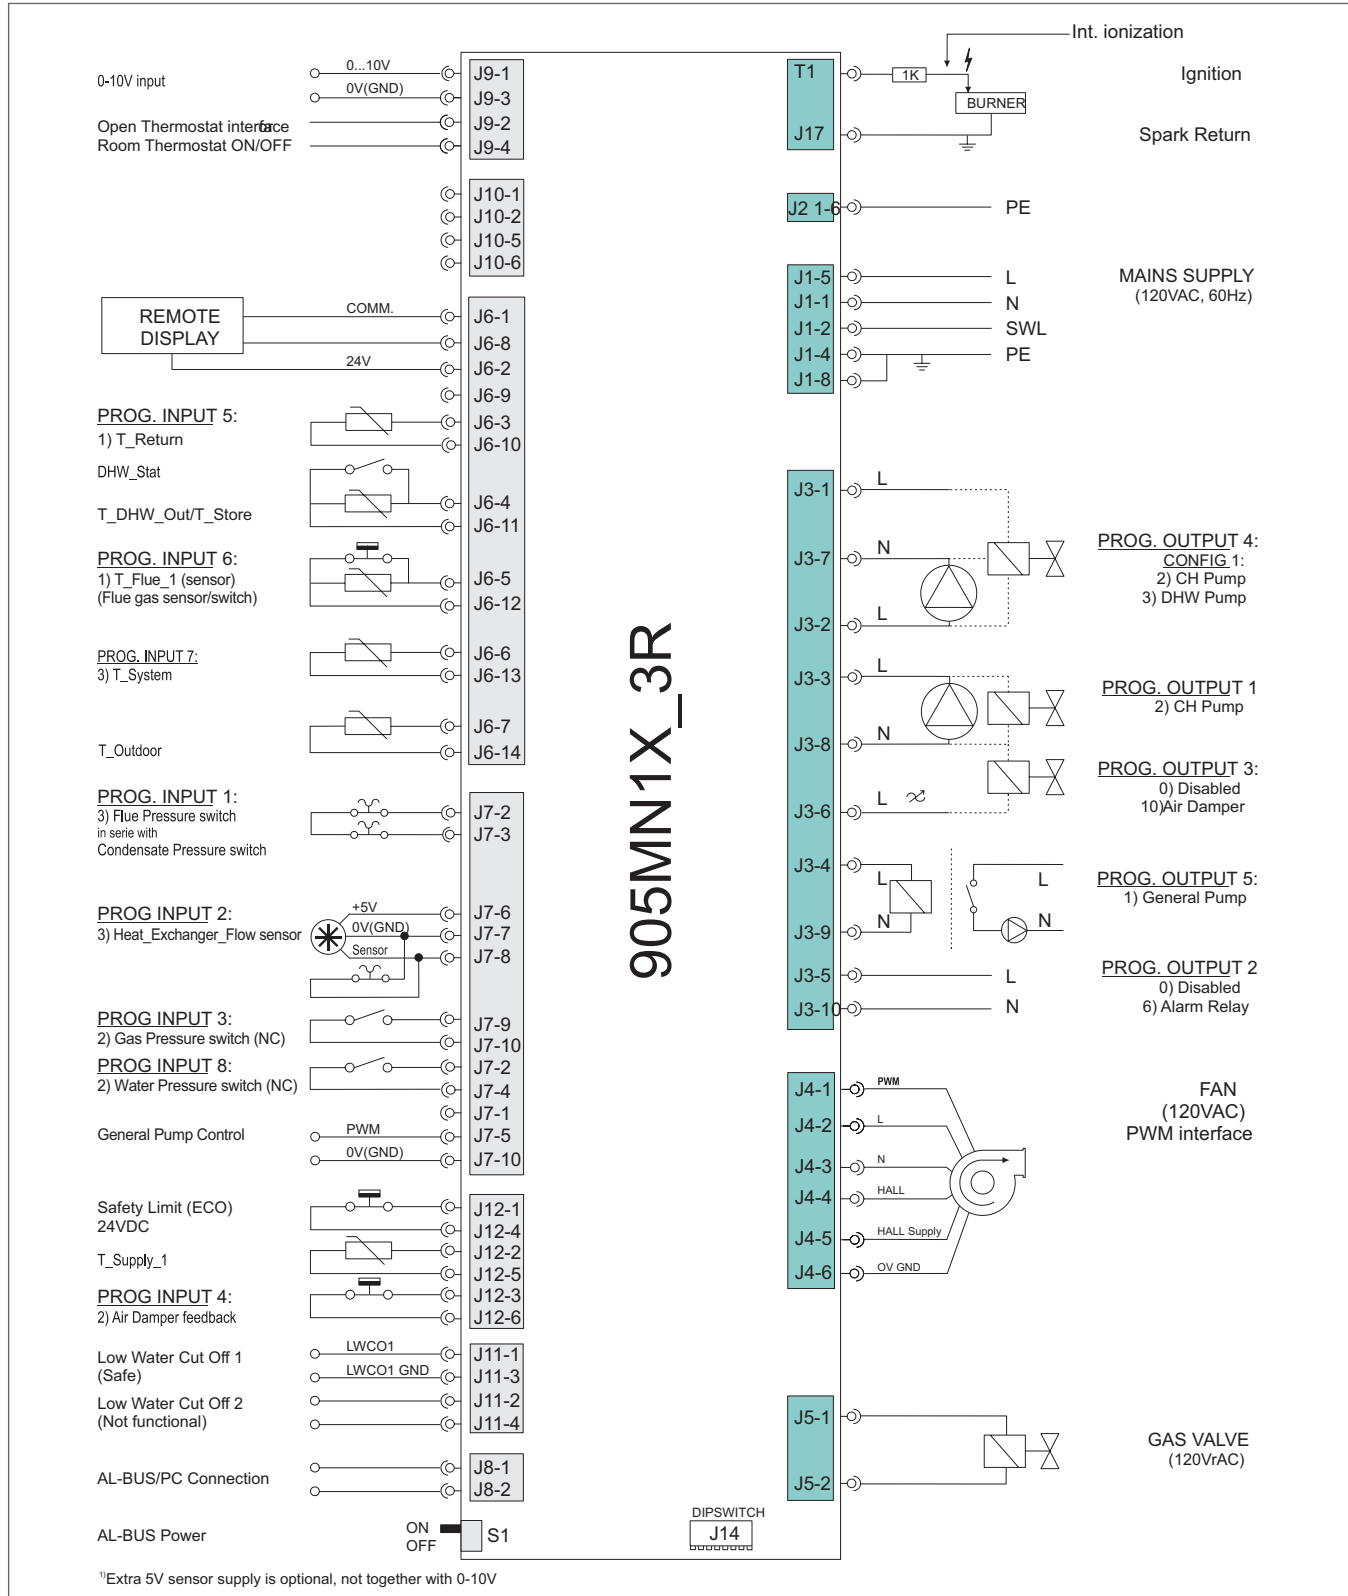 Int. ionization
0-10V input
0...10V
J9-1
0V(GND)
J9-3
Open Thermostat interface
J9-2
Room Thermostat ON/OFF
J9-4
J10-1
J10-2
J10-5
J10-6
REMOTE
DISPLAY
COMM.
J6-1
J6-8
24V
J6-2
J6-9
PROG. INPUT 5:
1) T_Return
J6-3
J6-10
DHW_Stat
T_DHW_Out/T_Store
J6-4
J6-11
PROG. INPUT 6:
1) T_Flue_1 (sensor)
(Flue gas sensor/switch)
J6-5
J6-12
PROG. INPUT 7:
3) T_System
J6-6
J6-13
T_Outdoor
J6-7
J6-14
PROG. INPUT 1:
3) Flue Pressure switch
in serie with
Condensate Pressure switch
J7-2
J7-3
PROG INPUT 2:
3) Heat_Exchanger_Flow sensor
+5V
0V(GND)
Sensor
J7-6
J7-7
J7-8
PROG INPUT 3:
2) Gas Pressure switch (NC)
J7-9
J7-10
PROG INPUT 8:
2) Water Pressure switch (NC)
J7-2
J7-4
J7-1
General Pump Control
PWM
J7-5
0V(GND)
J7-10
Safety Limit (ECO)
24VDC
J12-1
J12-4
T_Supply_1
J12-2
J12-5
PROG INPUT 4:
2) Air Damper feedback
J12-3
J12-6
Low Water Cut Off 1
(Safe)
LWCO1
J11-1
LWCO1 GND
J11-3
Low Water Cut Off 2
(Not functional)
J11-2
J11-4
AL-BUS/PC Connection
J8-1
J8-2
AL-BUS Power
ON
OFF
S1
905MN1X_3R
DIPSWITCH
J14
T1
1K
Ignition
BURNER
J17
Spark Return
J2 1-6
PE
J1-5
L
MAINS SUPPLY
(120VAC, 60Hz)
J1-1
N
J1-2
SWL
J1-4
PE
J1-8
J3-1
L
J3-7
N
J3-2
L
PROG. OUTPUT 4:
CONFIG 1:
2) CH Pump
3) DHW Pump
J3-3
L
J3-8
N
PROG. OUTPUT 1
2) CH Pump
J3-6
L
PROG. OUTPUT 3:
0) Disabled
10)Air Damper
J3-4
L
J3-9
N
L
N
PROG. OUTPUT 5:
1) General Pump
J3-5
L
J3-10
N
PROG. OUTPUT 2
0) Disabled
6) Alarm Relay
J4-1
PWM
J4-2
L
J4-3
N
J4-4
HALL
J4-5
HALL Supply
J4-6
OV GND
FAN
(120VAC)
PWM interface
J5-1
J5-2
GAS VALVE
(120VrAC)
1)Extra 5V sensor supply is optional, not together with 0-10V